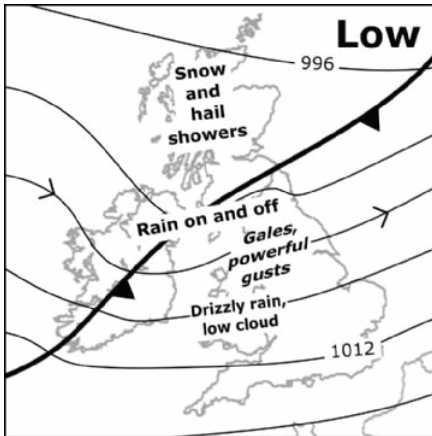 Low
996
Snow
and
hail
showers
Rain on and off
Gales,
powerful
gusts
Drizzly rain,
low cloud
1012